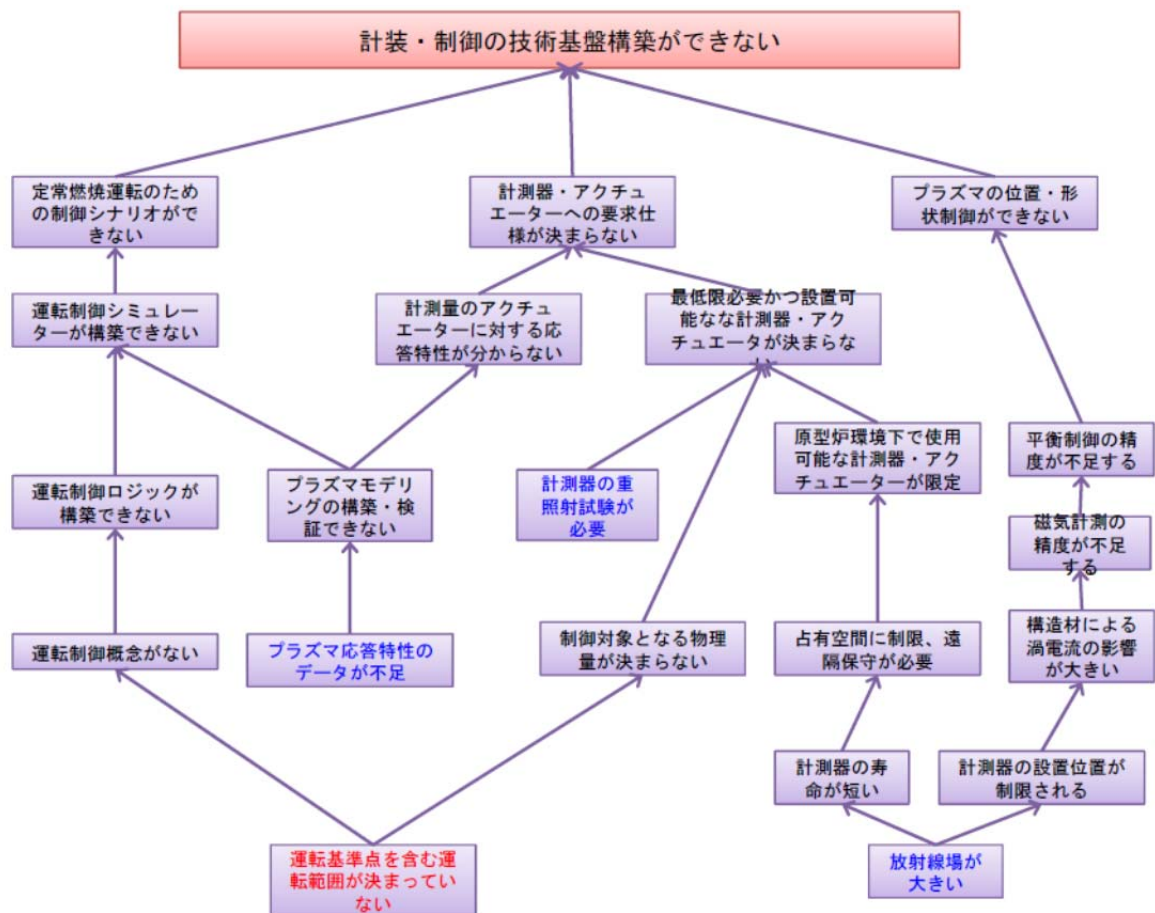 計装・制御の技術基盤構築ができない
定常燃焼運転のため
の制御シナリオがで
きない
計測器・アクチュ
エーターへの要求仕
様が決まらない
プラズマの位置・形
状制御ができない
運転制御シミュレー
ターが構築できない
計測量のアクチュ
エーターに対する応
答特性が分からない
最低限必要かつ設置可
能なな計測器・アク
チュエータが決まらな
い
運転制御ロジックが
構築できない
プラズマモデリ
ングの構築・検
証できない
計測器の重
照射試験が
必要
原型炉環境下で使用
可能な計測器・アク
チュエーターが限定
平衡制御の精
度が不足する
磁気計測の
精度が不足
する
運転制御概念がない
プラズマ応答特性の
データが不足
制御対象となる物理
量が決まらない
占有空間に制限、遠
隔保守が必要
構造材による
渦電流の影響
が大きい
計測器の寿
命が短い
計測器の設置位置が
制限される
運転基準点を含む運
転範囲が決まってい
ない
放射線場が
大きい